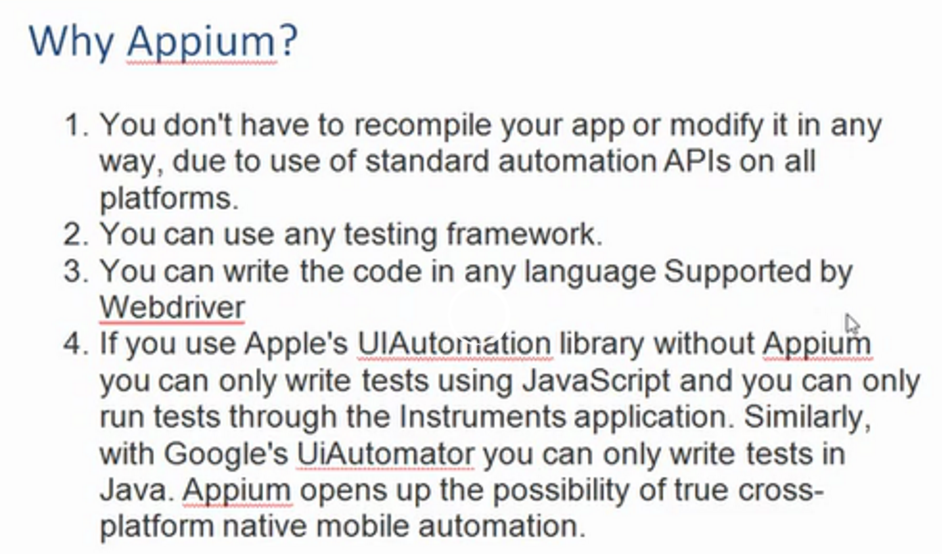 Why Appium?
1. You don't have to recompile your app or modify it in any
way, due to use of standard automation APIs on all
platforms.
2. You can use any testing framework.
3. You can write the code in any language Supported by
Webdriver
4. If you use Apple's UIAutomation library without Appium
you can only write tests using JavaScript and you can only
run tests through the Instruments application. Similarly,
with Google's UiAutomator you can only write tests in
Java. Appium opens up the possibility of true cross-
platform native mobile automation.